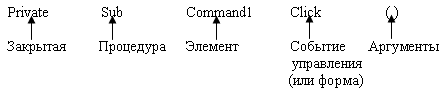 Private Sub Command1 Click (,)
Закрытая Процедура Элемент Событие Аргументы
управления
(или форма)